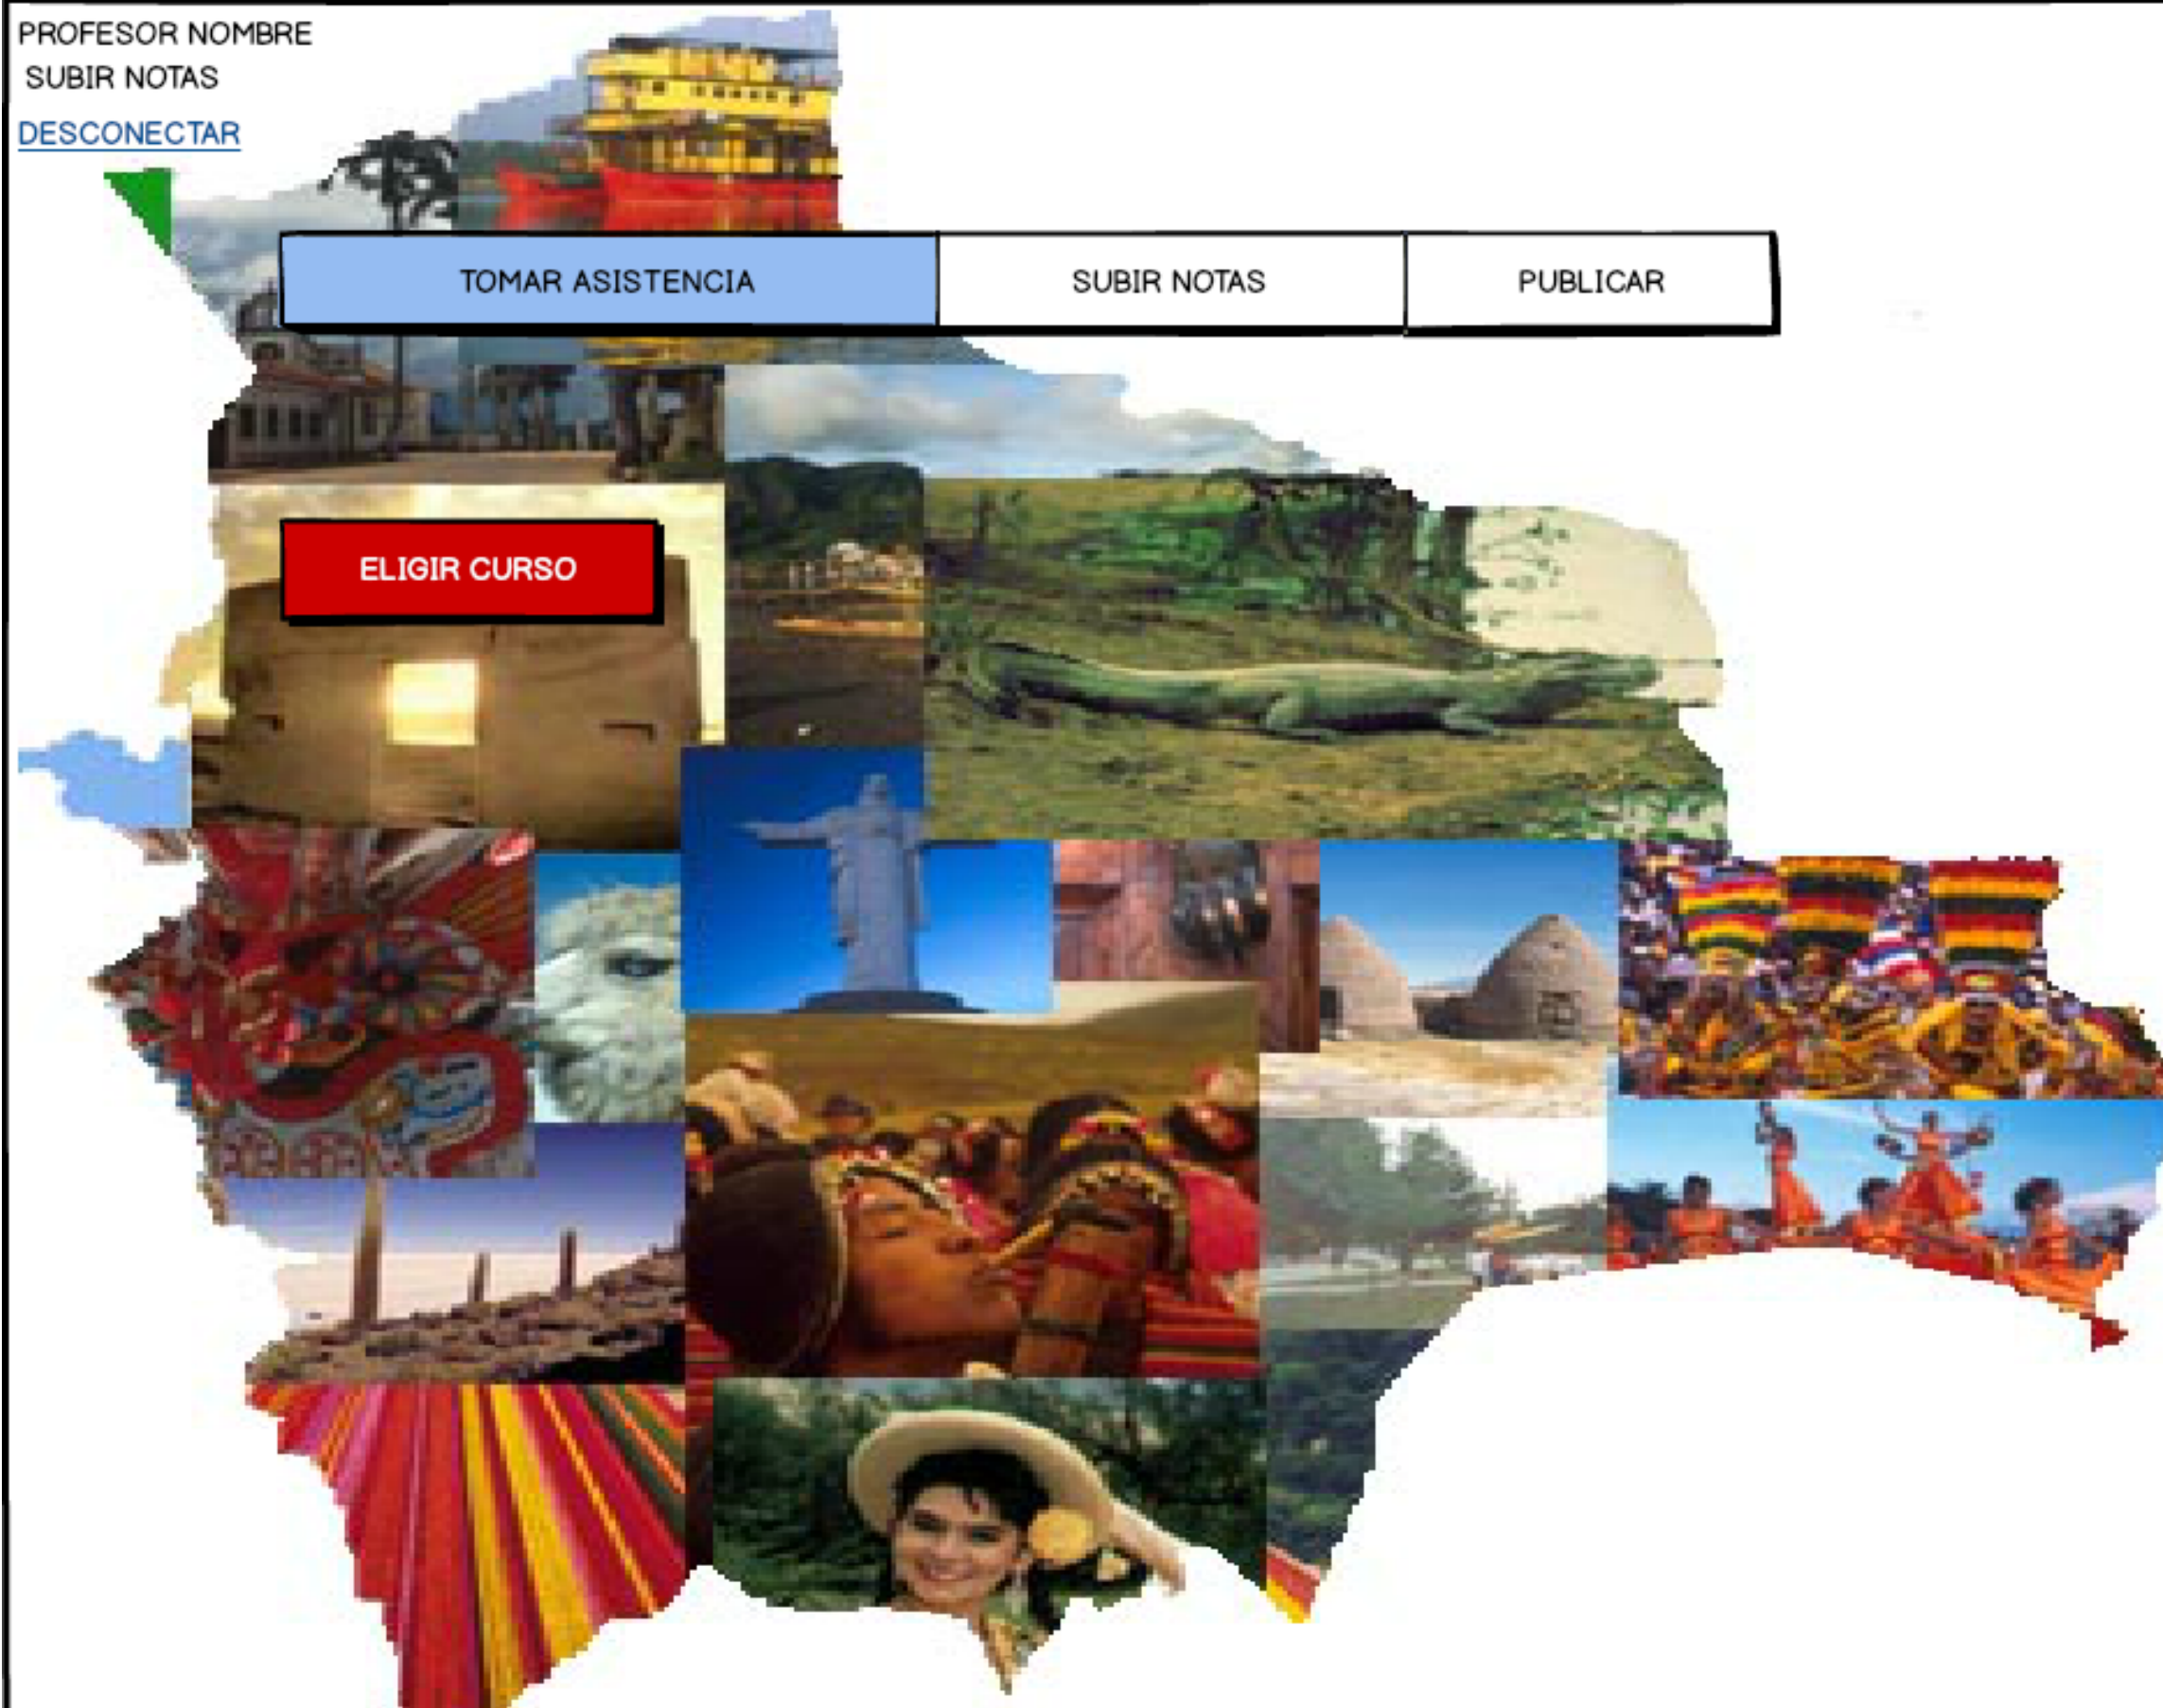 PROFESOR NOMBRE
SUBIR NOTAS
DESCONECTAR
TOMAR ASISTENCIA
SUBIR NOTAS
PUBLICAR
ELIGIR CURSO